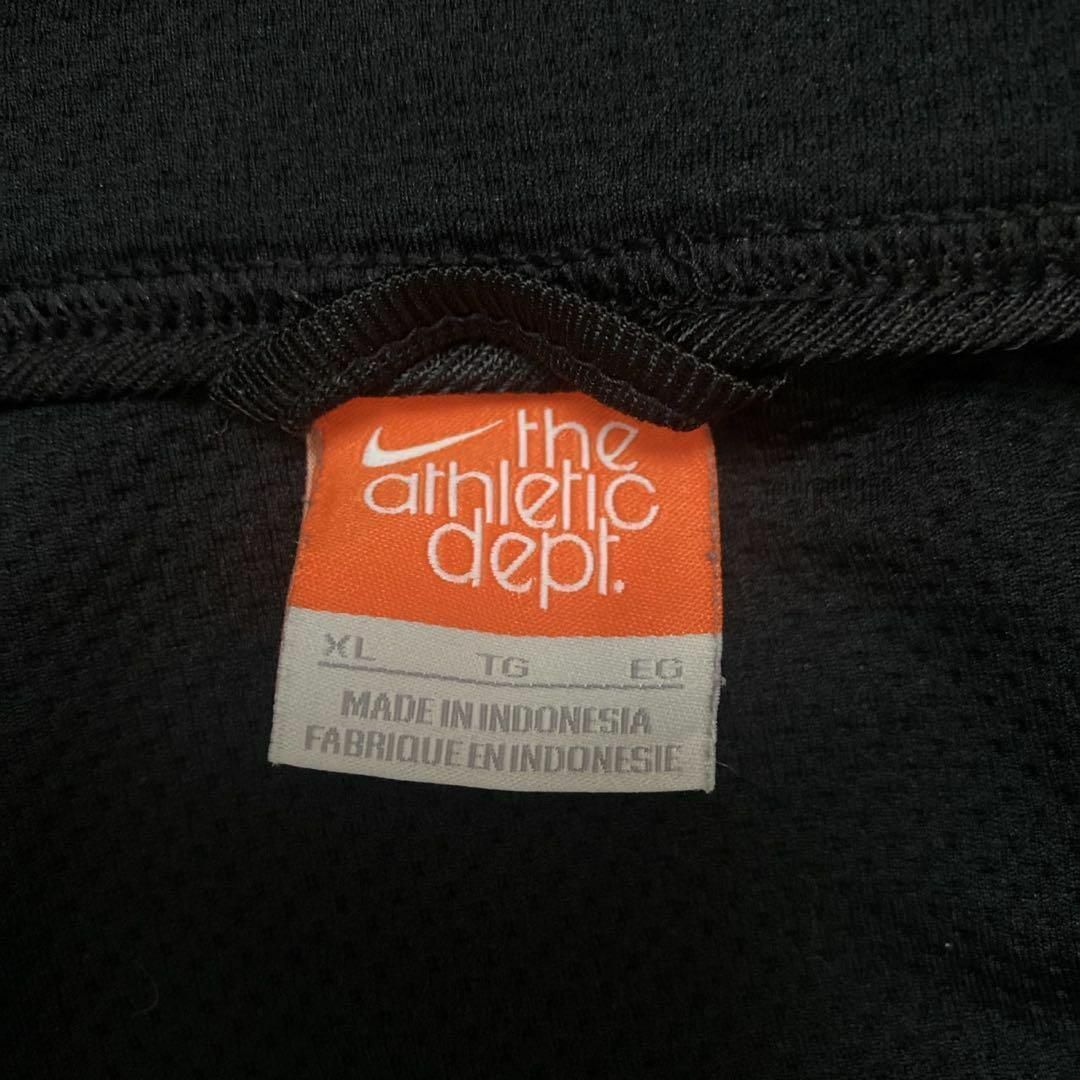 the
athletic
dept.
XL TG EG
MADE IN INDONESIA
FABRIQUE EN INDONESIE